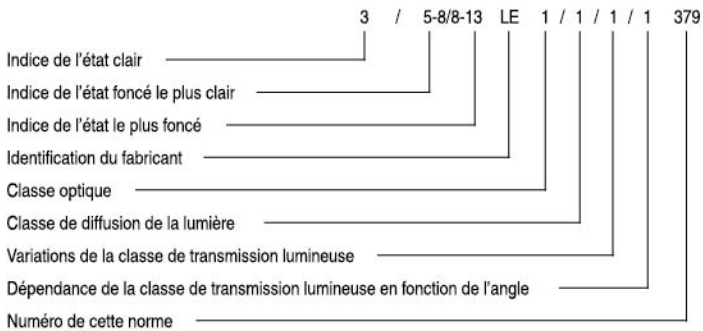 3 / 5-8/8-13 LE 1 / 1 / 1 / 1 379
Indice de l'état clair
Indice de l'état foncé le plus clair
Indice de l'état le plus foncé
Identification du fabricant
Classe optique
Classe de diffusion de la lumière
Variations de la classe de transmission lumineuse
Dépendance de la classe de transmission lumineuse en fonction de l'angle
Numéro de cette norme